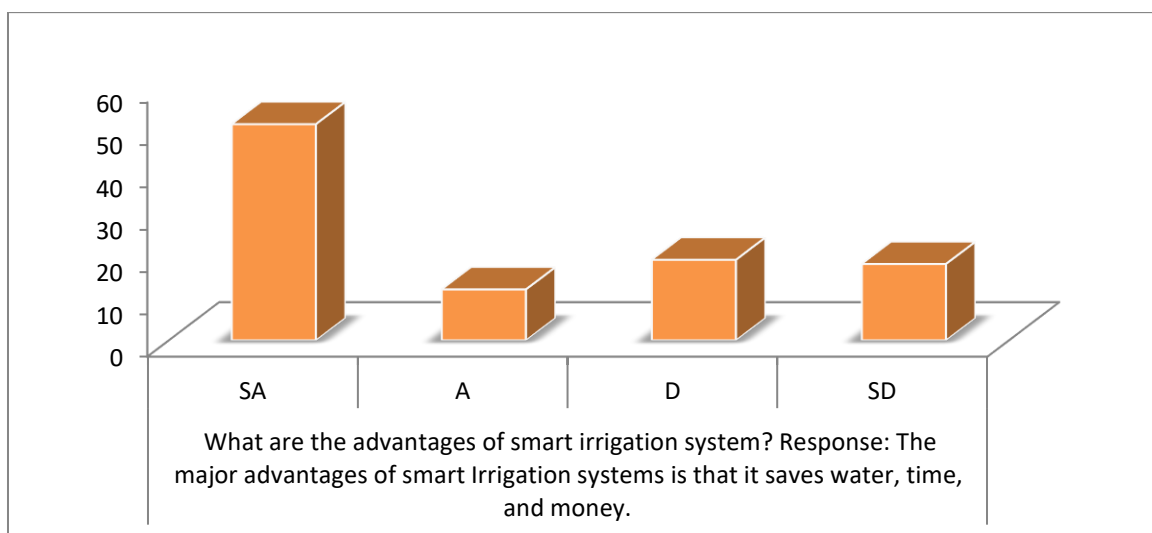 60
50
40
30
20
10
0
SA A D SD
What are the advantages of smart irrigation system? Response: The
major advantages of smart Irrigation systems is that it saves water, time,
and money.